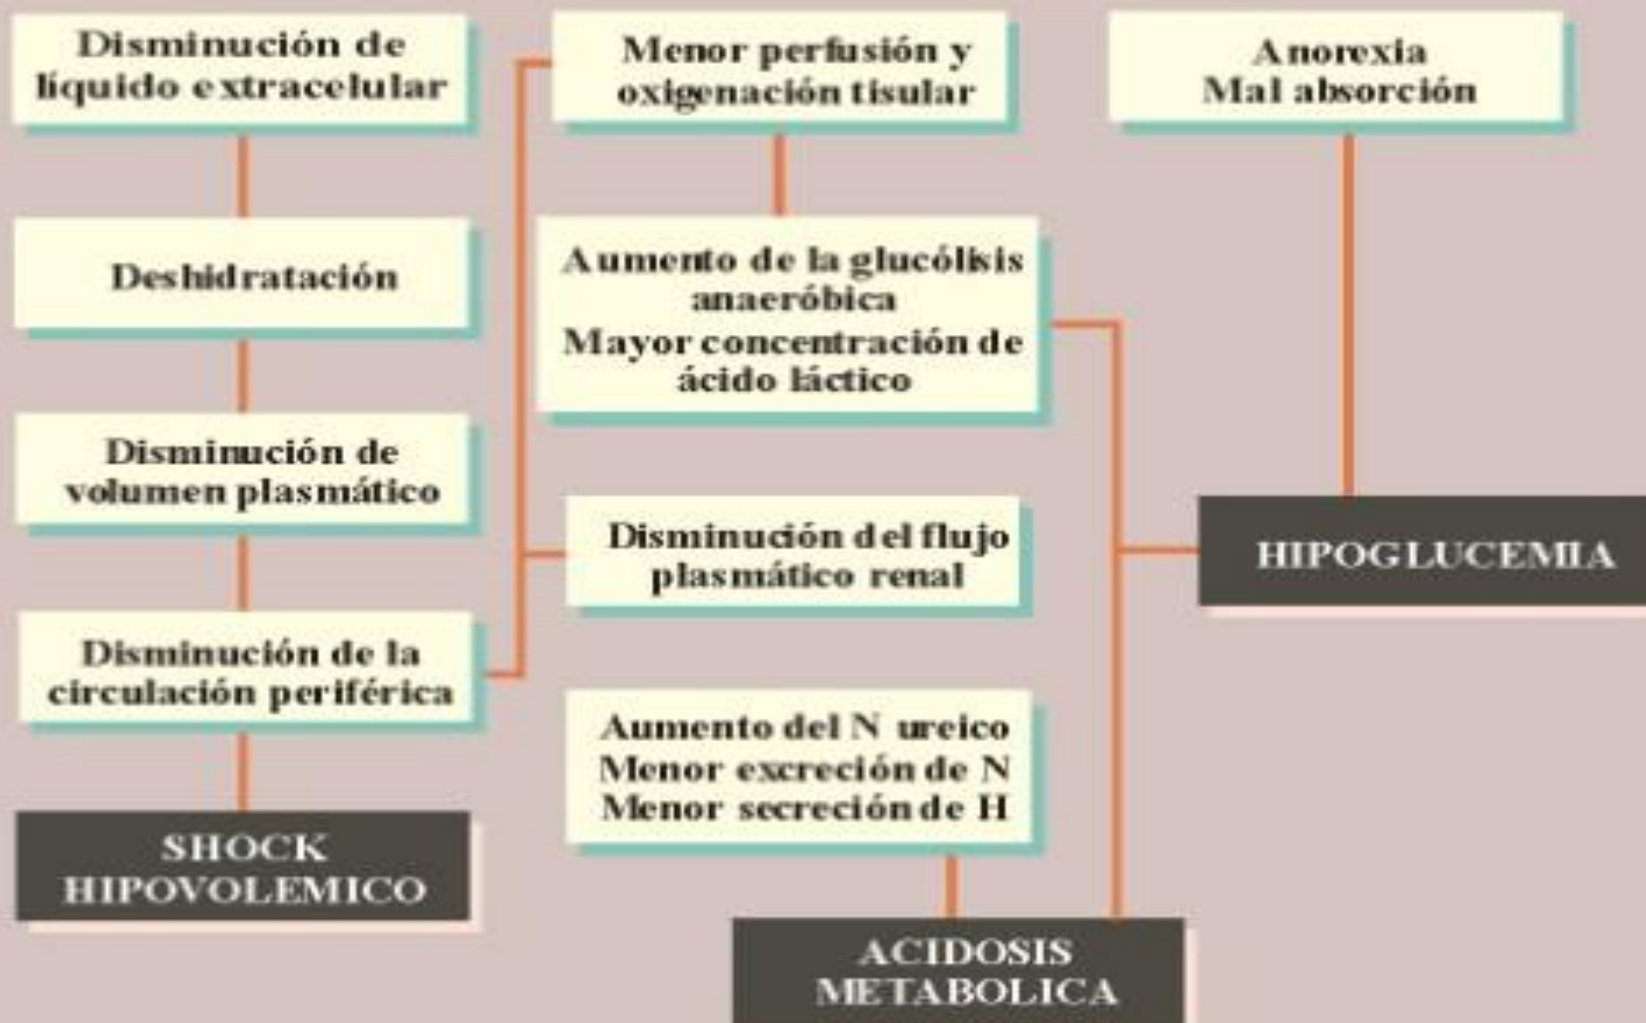 Disminución de
líquido extracelular
Deshidratación
Disminución de
volumen plasmático
Disminución de la
circulación periférica
SHOCK
HIPOVOLEMICO
Menor perfusión y
oxigenación tisular
Aumento de la glucólisis
anaeróbica
Mayor concentración de
ácido láctico
Disminución del flujo
plasmático renal
Aumento del N ureico
Menor excreción de N
Menor secreción de H
ACIDOSIS
METABOLICA
Anorexia
Mal absorción
HIPOGLUCEMIA